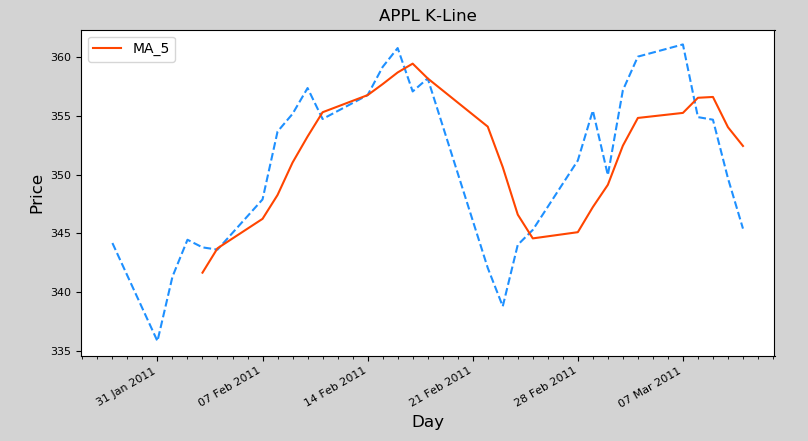 APPL K-Line
MA_5
360
355
350
345
340
335
Price
31 Jan 2011
07 Feb 2011
14 Feb 2011
21 Feb 2011
28 Feb 2011
07 Mar 2011
Day